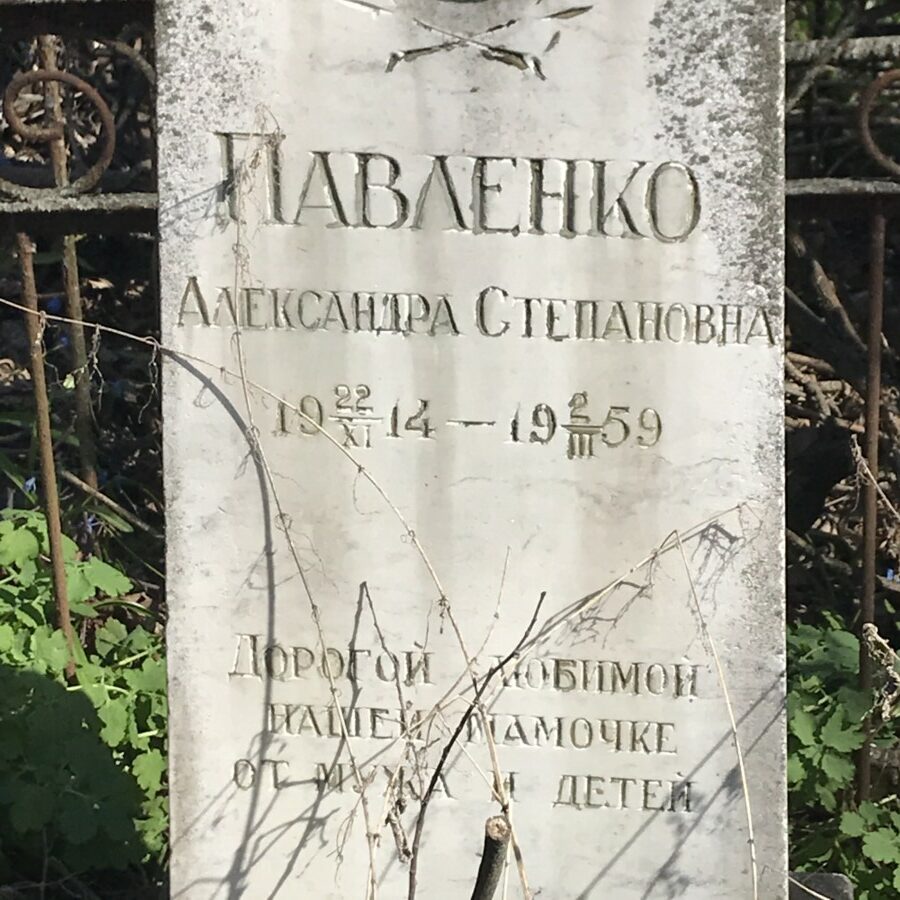 ПАВЛЕНКО
АЛЕКСАНДРА СТЕПАНОВНА
19 22/XI 14 — 19 2/III 59
ДОРОГОЙ ЛЮБИМОЙ
НАШЕЙ МАМОЧКЕ
ОТ МУЖА И ДЕТЕЙ